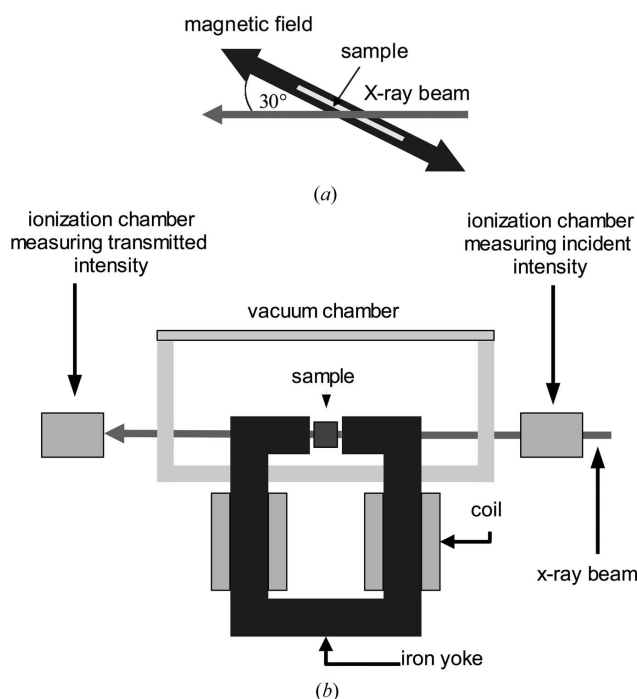 magnetic field
sample
X-ray beam
30°
(a)
ionization chamber
measuring transmitted
intensity
ionization chamber
measuring incident
intensity
vacuum chamber
sample
coil
x-ray beam
iron yoke
(b)